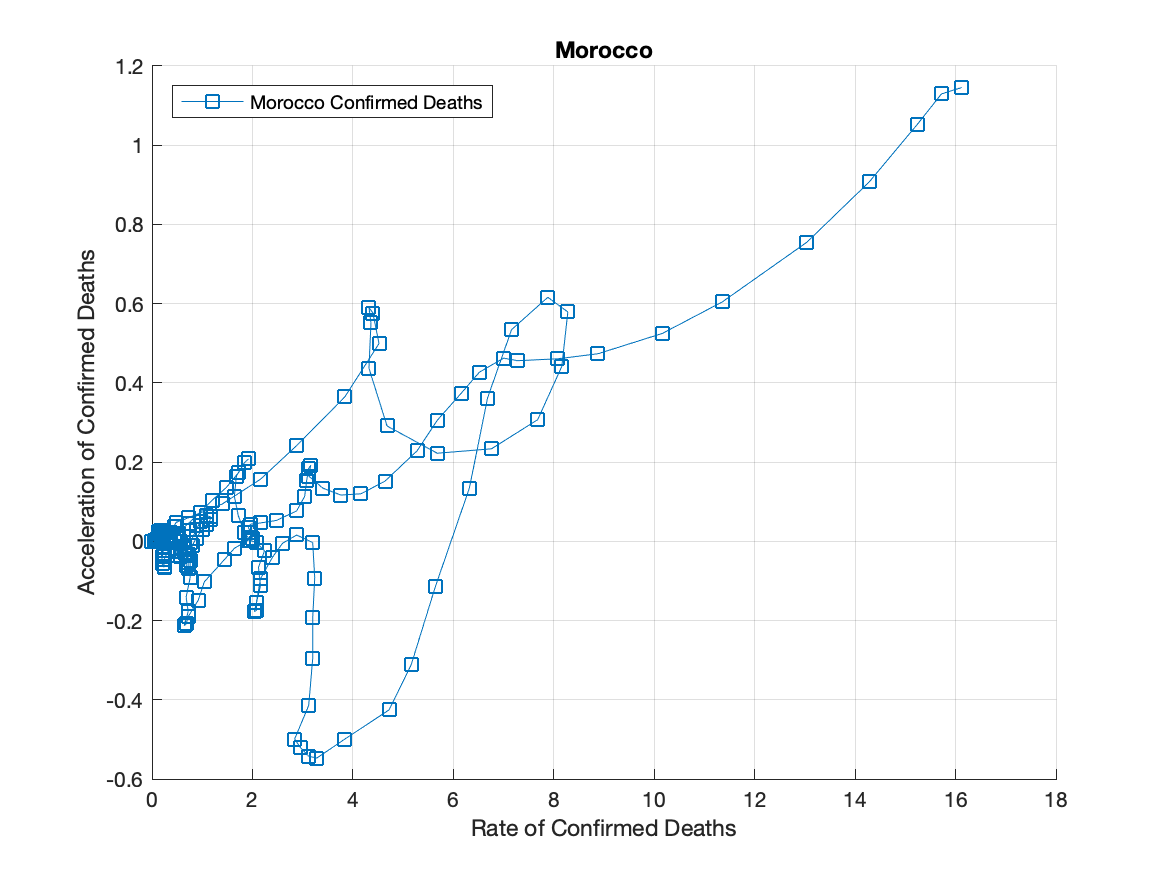 Morocco
Morocco Confirmed Deaths
Acceleration of Confirmed Deaths
1.2
1
0.8
0.6
0.4
0.2
0
-0.2
-0.4
-0.6
0 2 4 6 8 10 12 14 16 18
Rate of Confirmed Deaths